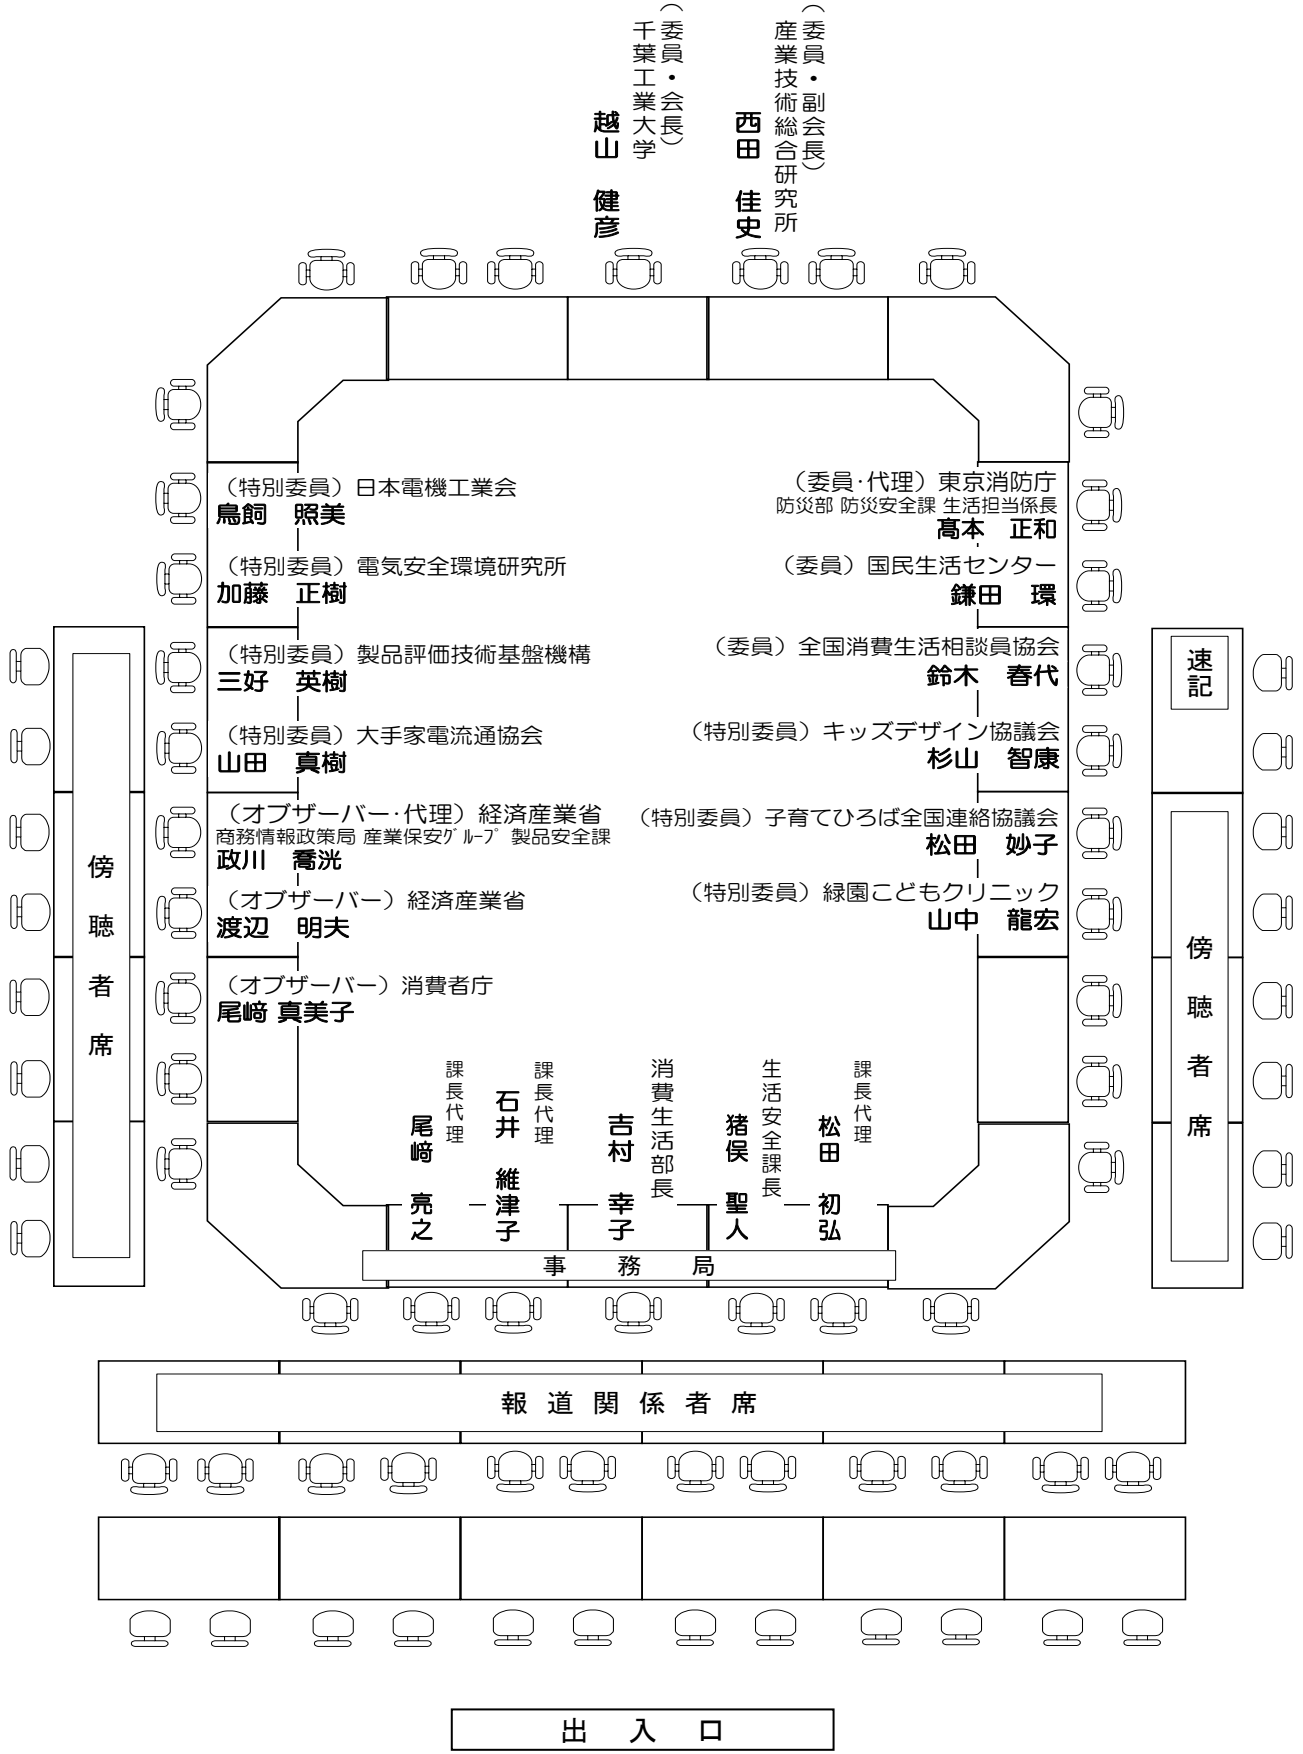 （委員・会長）
千葉工業大学
越山　健彦
（委員・副会長）
産業技術総合研究所
西田　佳史
（特別委員）日本電機工業会
鳥飼　照美
（特別委員）電気安全環境研究所
加藤　正樹
（特別委員）製品評価技術基盤機構
三好　英樹
（特別委員）大手家電流通協会
山田　真樹
（オブザーバー・代理）経済産業省
商務情報政策局 産業保安ｸﾞﾙｰﾌﾟ 製品安全課
政川　喬洸
（オブザーバー）経済産業省
渡辺　明夫
（オブザーバー）消費者庁
尾﨑 真美子
（委員・代理）東京消防庁
防災部 防災安全課 生活担当係長
髙本　正和
（委員）国民生活センター
鎌田　環
（委員）全国消費生活相談員協会
鈴木　春代
（特別委員）キッズデザイン協議会
杉山　智康
（特別委員）子育てひろば全国連絡協議会
松田　妙子
（特別委員）緑園こどもクリニック
山中　龍宏
速記
傍聴者席
傍聴者席
課長代理
尾﨑　亮之
課長代理
石井　維津子
消費生活部長
吉村　幸子
生活安全課長
猪俣　聖人
課長代理
松田　初弘
事　務　局
報道関係者席
出　入　口